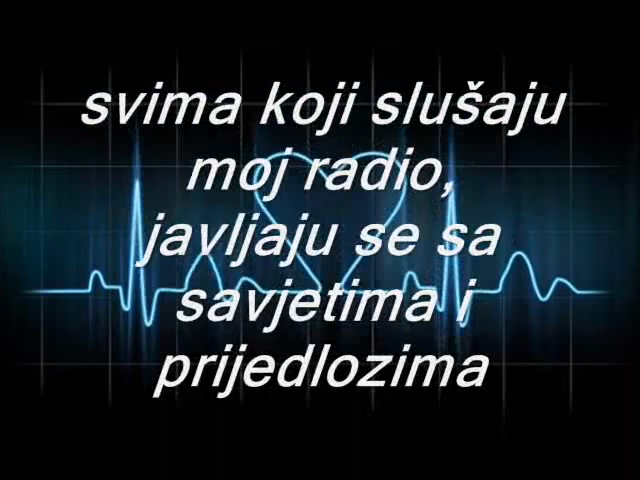 svima koji slušaju
moj radio,
javljaju se sa
savjetima i
prijedlozima